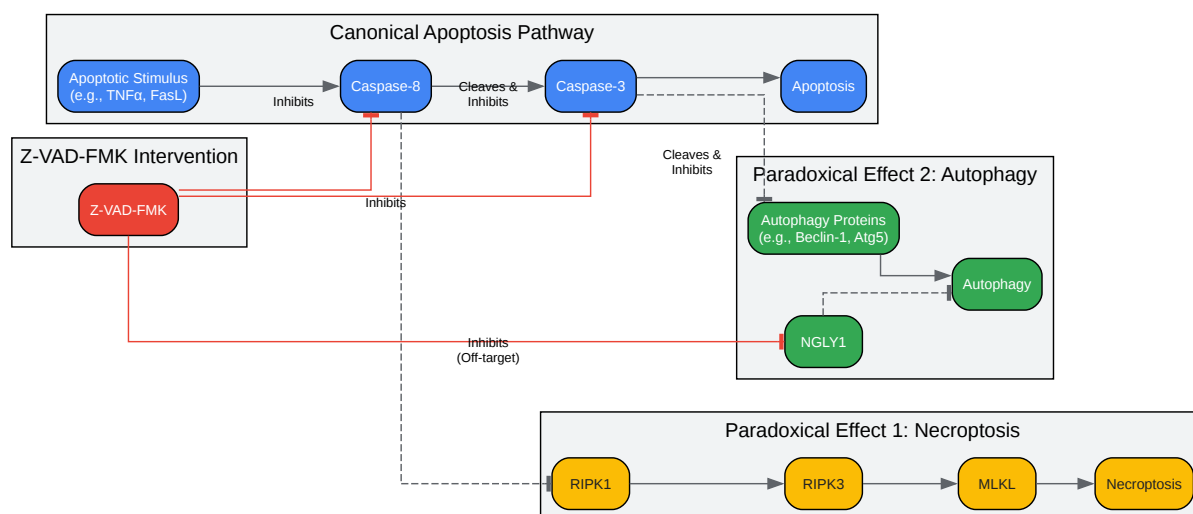 Canonical Apoptosis Pathway
Apoptotic Stimulus
(e.g., TNFα, FasL)
Caspase-8
Caspase-3
Apoptosis
Inhibits
Cleaves &
Inhibits
Z-VAD-FMK Intervention
Z-VAD-FMK
Inhibits
Cleaves &
Inhibits
Paradoxical Effect 2: Autophagy
Autophagy Proteins
(e.g., Beclin-1, Atg5)
Autophagy
NGLY1
Inhibits
(Off-target)
Paradoxical Effect 1: Necroptosis
RIPK1
RIPK3
MLKL
Necroptosis